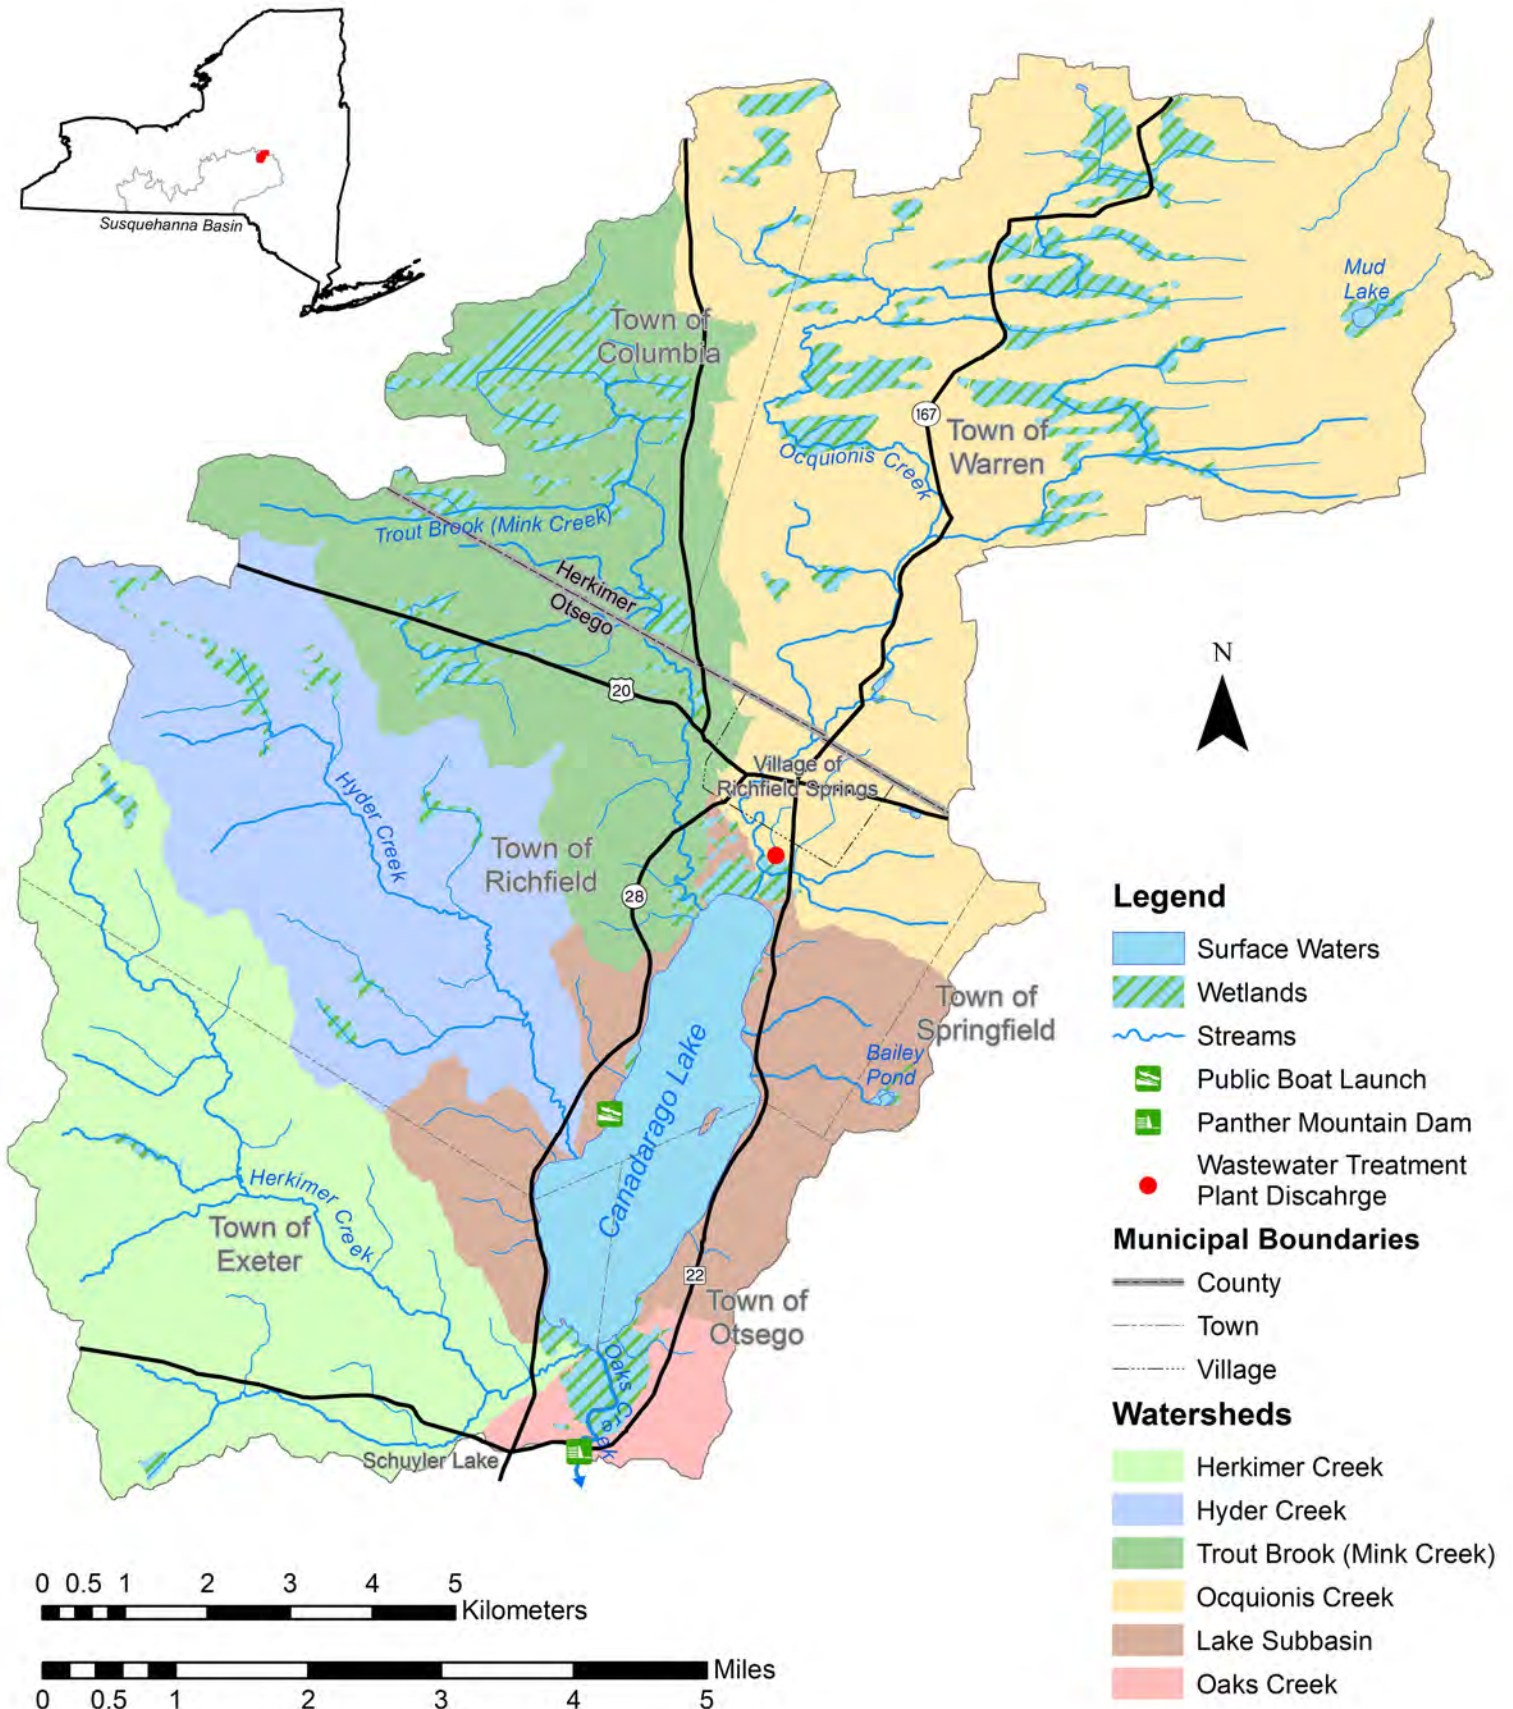 Susquehanna Basin
Mud
Lake
Town of
Columbia
167
Town of
Warren
Ocquionis Creek
Trout Brook (Mink Creek)
Herkimer
Otsego
N
20
Village of
Richfield Springs
Hyder Creek
Town of
Richfield
28
Town of
Springfield
Bailey
Pond
Canadarago Lake
Herkimer Creek
Town of
Exeter
22
Town of
Otsego
Oaks Creek
Schuyler Lake
Legend
Surface Waters
Wetlands
Streams
Public Boat Launch
Panther Mountain Dam
Wastewater Treatment
Plant Discahrge
Municipal Boundaries
County
Town
Village
Watersheds
Herkimer Creek
Hyder Creek
Trout Brook (Mink Creek)
Ocquionis Creek
Lake Subbasin
Oaks Creek
0 0.5 1 2 3 4 5
Kilometers
Miles
0 0.5 1 2 3 4 5